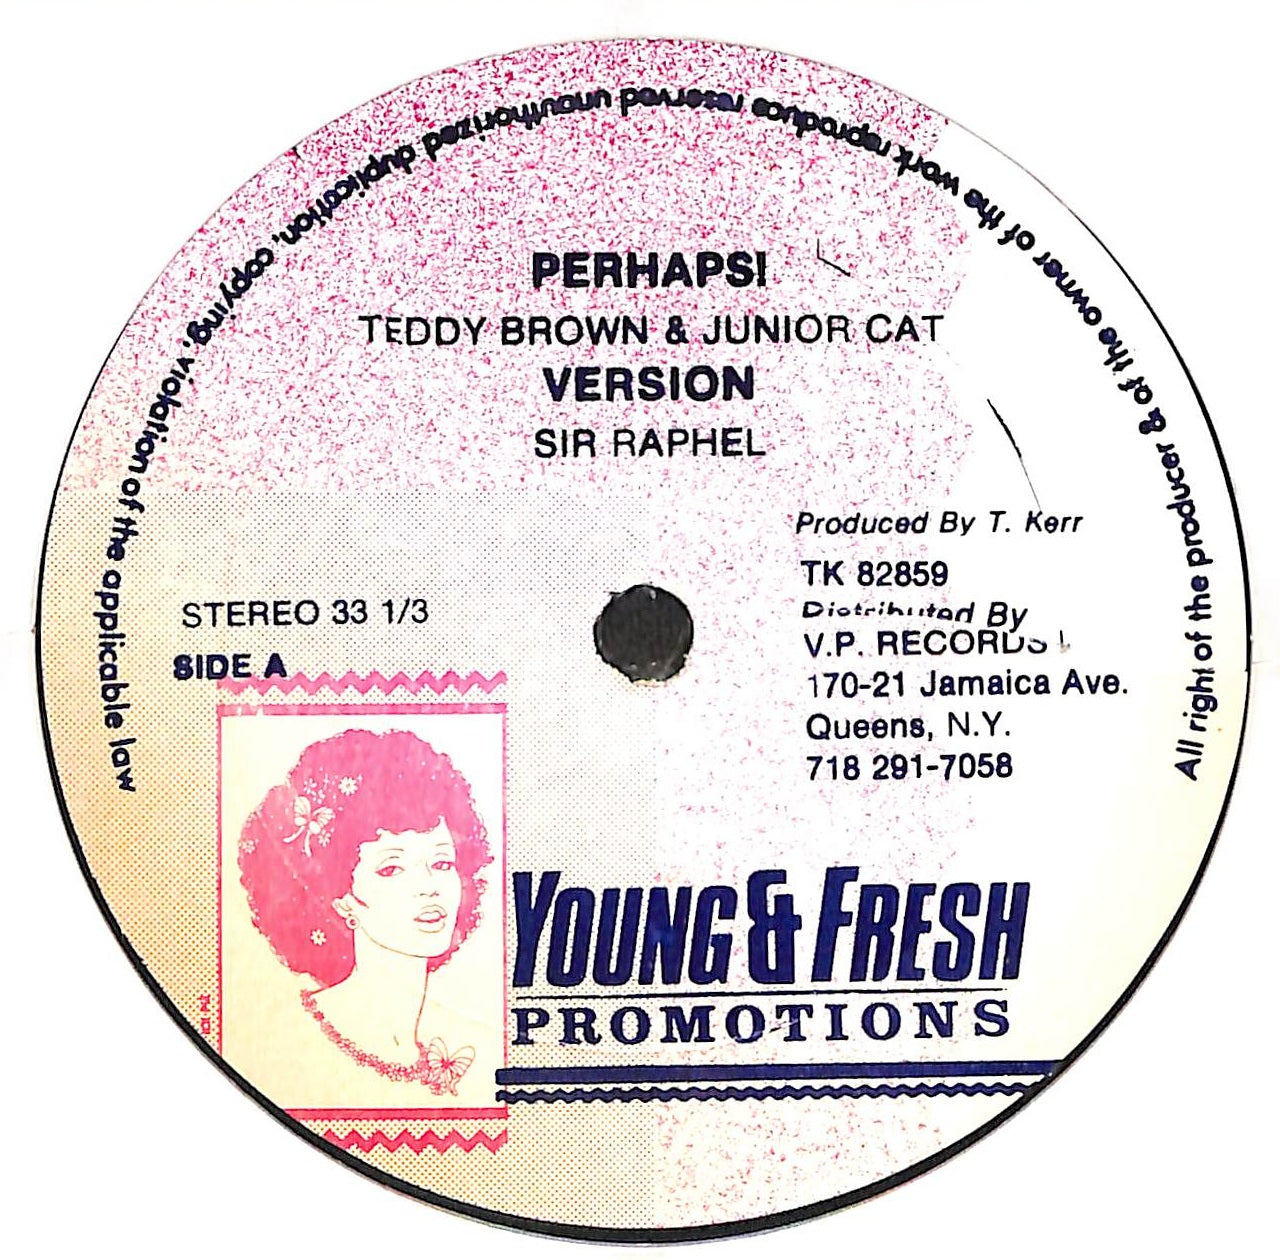 All right of the producer & of the owner of the work reproduce reserved unauthorized duplication, copying, violation of the applicable law
PERHAPS!
TEDDY BROWN & JUNIOR CAT
VERSION
SIR RAPHEL
Produced By T. Kerr
TK 82859
Distributed By
V.P. RECORDS
170-21 Jamaica Ave.
Queens, N.Y.
718 291-7058
STEREO 33 1/3
SIDE A
YOUNG & FRESH
PROMOTIONS